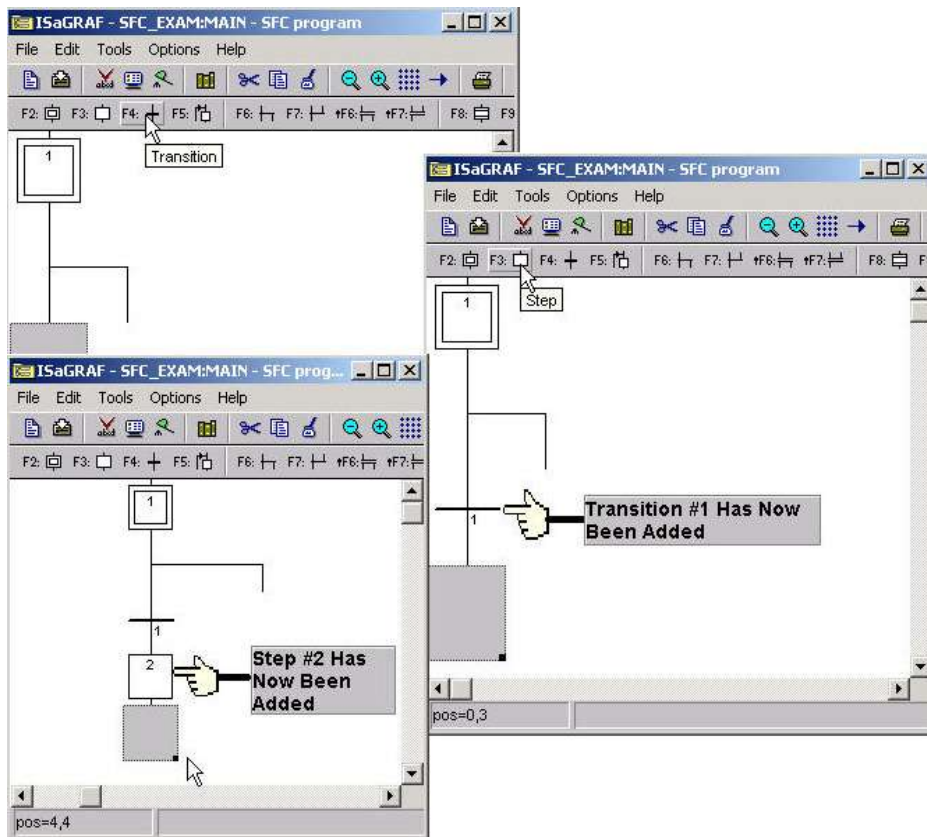 ISaGRAF - SFC_EXAM:MAIN - SFC program
File Edit Tools Options Help
F2: F3: F4: F5: F6: F7: ↑F6: ↑F7: F8: F9
1
Transition
ISaGRAF - SFC_EXAM:MAIN - SFC program
File Edit Tools Options Help
F2: F3: F4: F5: F6: F7: ↑F6: ↑F7: F8: F
Step
1
1
Transition #1 Has Now
Been Added
pos=0,3
ISaGRAF - SFC_EXAM:MAIN - SFC prog...
File Edit Tools Options Help
F2: F3: F4: F5: F6: F7: ↑F6: ↑F7:
1
1
2
Step #2 Has
Now Been
Added
pos=4,4